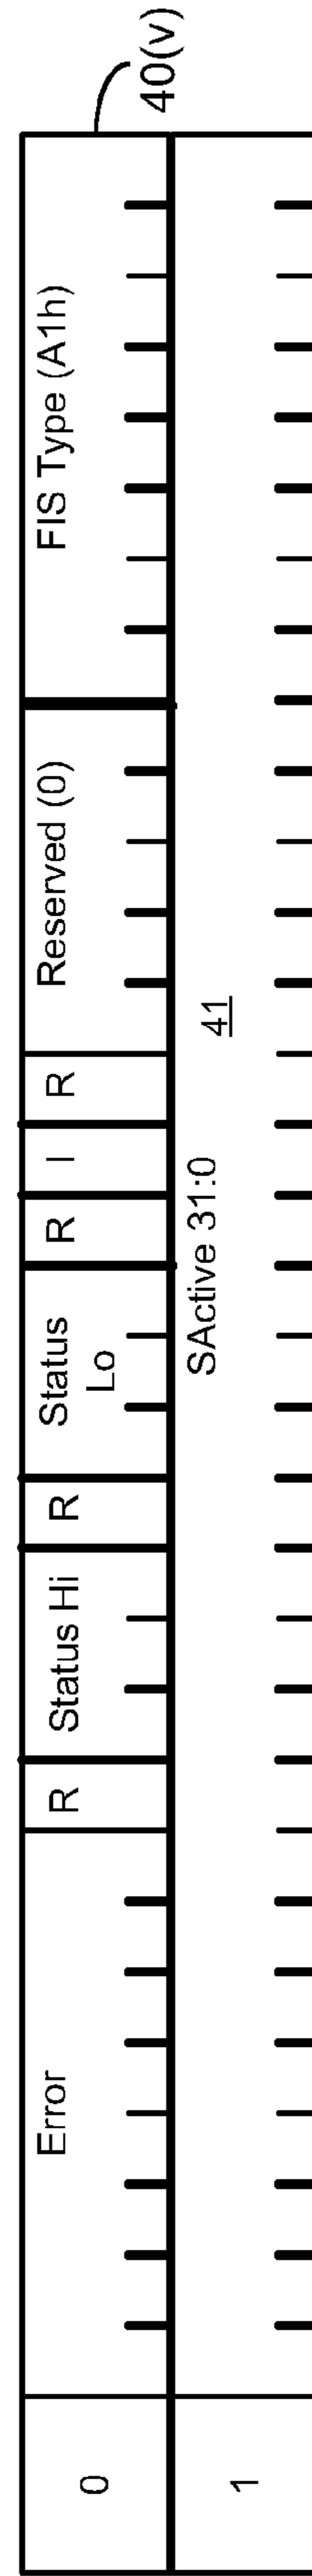 40(v)
0
Error
R
Status Hi
R
Status
Lo
R
I
R
Reserved (0)
FIS Type (A1h)
1
SActive 31:0
41